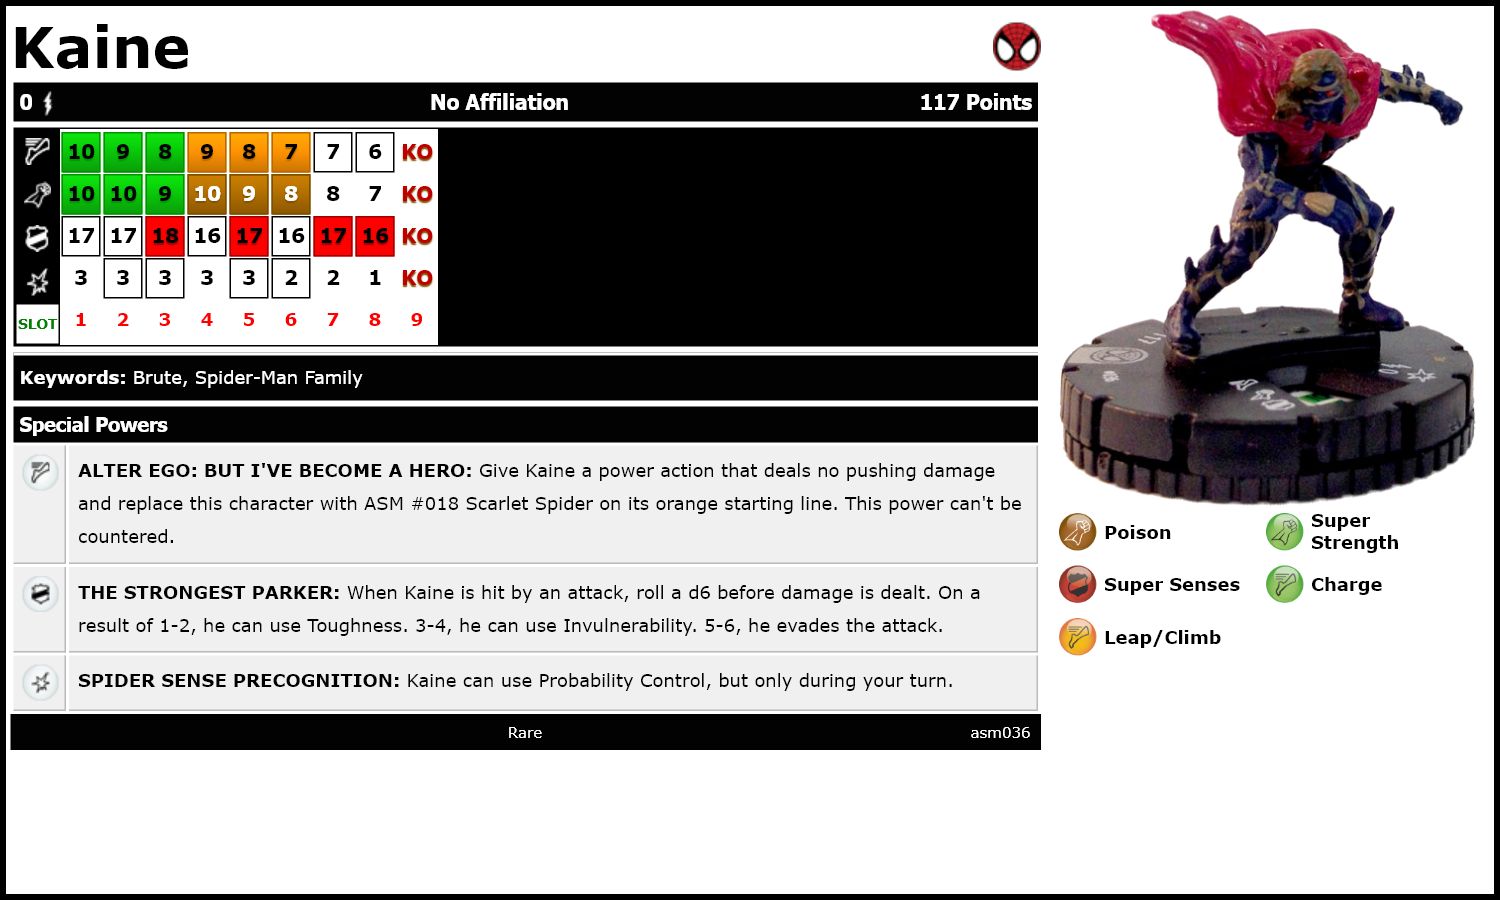 Kaine
0 No Affiliation 117 Points
10 9 8 9 8 7 7 6 KO
10 10 9 10 9 8 8 7 KO
17 17 18 16 17 16 17 16 KO
3 3 3 3 3 2 2 1 KO
SLOT 1 2 3 4 5 6 7 8 9
Keywords: Brute, Spider-Man Family
Special Powers
ALTER EGO: BUT I'VE BECOME A HERO: Give Kaine a power action that deals no pushing damage
and replace this character with ASM #018 Scarlet Spider on its orange starting line. This power can't be
countered.
THE STRONGEST PARKER: When Kaine is hit by an attack, roll a d6 before damage is dealt. On a
result of 1-2, he can use Toughness. 3-4, he can use Invulnerability. 5-6, he evades the attack.
SPIDER SENSE PRECOGNITION: Kaine can use Probability Control, but only during your turn.
Rare asm036
117
Poison
Super
Strength
Super Senses
Charge
Leap/Climb